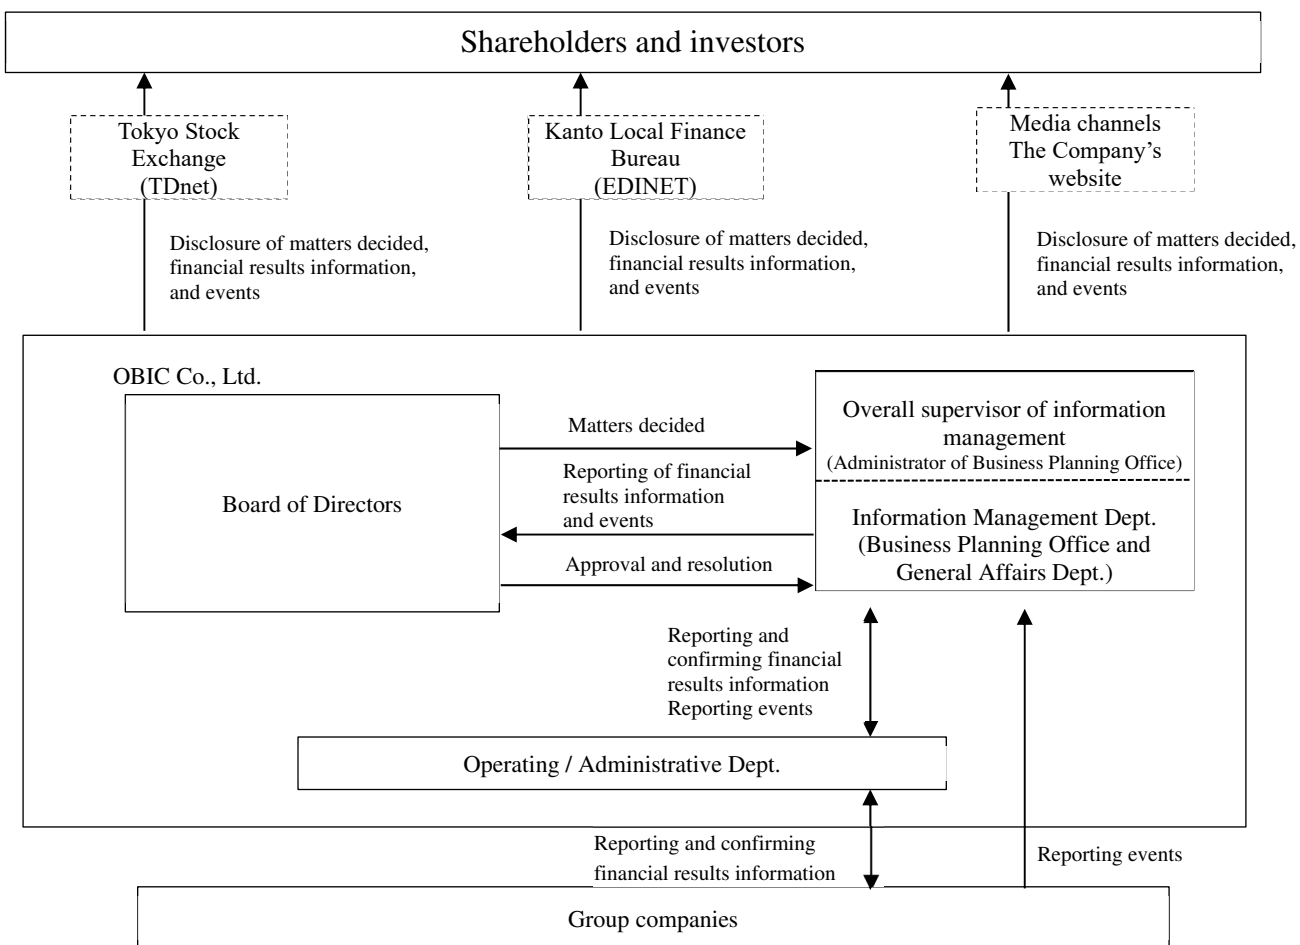 Shareholders and investors
Tokyo Stock
Exchange
(TDnet)
Kanto Local Finance
Bureau
(EDINET)
Media channels
The Company’s
website
Disclosure of matters decided,
financial results information,
and events
Disclosure of matters decided,
financial results information,
and events
Disclosure of matters decided,
financial results information,
and events
OBIC Co., Ltd.
Board of Directors
Matters decided
Reporting of financial
results information
and events
Approval and resolution
Overall supervisor of information
management
(Administrator of Business Planning Office)
Information Management Dept.
(Business Planning Office and
General Affairs Dept.)
Reporting and
confirming financial
results information
Reporting events
Operating / Administrative Dept.
Reporting and confirming
financial results information
Reporting events
Group companies